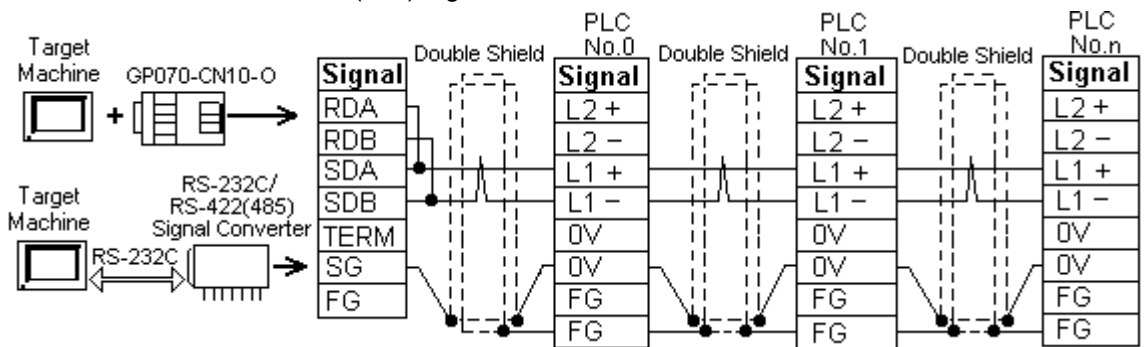 Target
Machine
GP070-CN10-O
+
Target
Machine
RS-232C
RS-232C/
RS-422(485)
Signal Converter
Signal
RDA
RDB
SDA
SDB
TERM
SG
FG
Double Shield
PLC
No.0
Signal
L2 +
L2 −
L1 +
L1 −
0V
0V
FG
FG
Double Shield
PLC
No.1
Signal
L2 +
L2 −
L1 +
L1 −
0V
0V
FG
FG
Double Shield
PLC
No.n
Signal
L2 +
L2 −
L1 +
L1 −
0V
0V
FG
FG